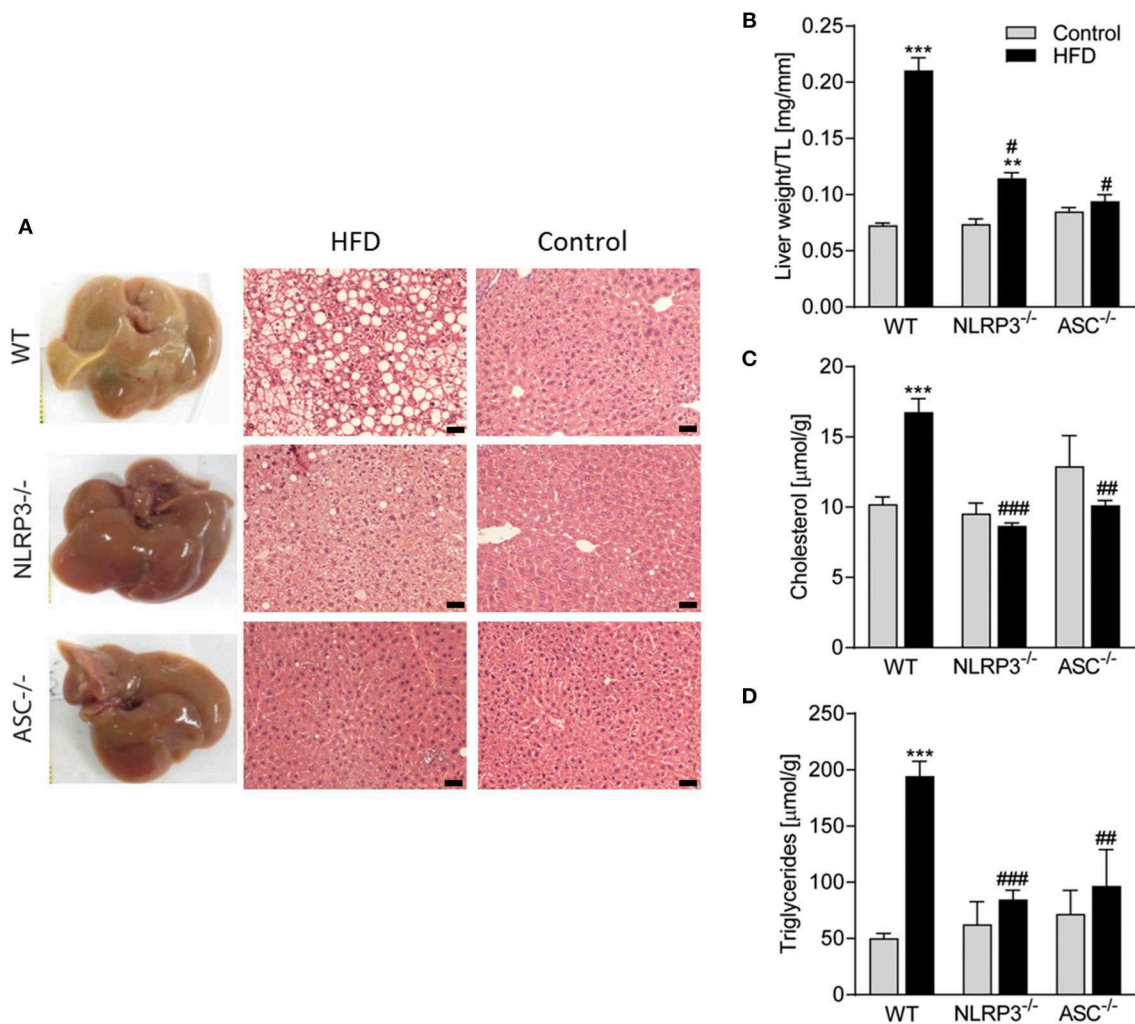 A
HFD
Control
WT
NLRP3-/-
ASC-/-
B
Liver weight/TL [mg/mm]
0.25
0.20
0.15
0.10
0.05
0.00
Control
HFD
***
#
**
#
WT
NLRP3-/-
ASC-/-
C
Cholesterol [µmol/g]
20
15
10
5
0
***
###
##
WT
NLRP3-/-
ASC-/-
D
Triglycerides [µmol/g]
250
200
150
100
50
0
***
###
##
WT
NLRP3-/-
ASC-/-